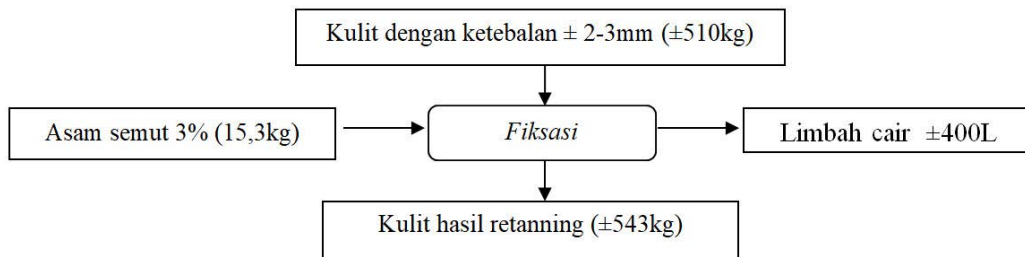 Kulit dengan ketebalan ± 2-3mm (±510kg)
Asam semut 3% (15,3kg)
Fiksasi
Limbah cair ±400L
Kulit hasil retanning (±543kg)